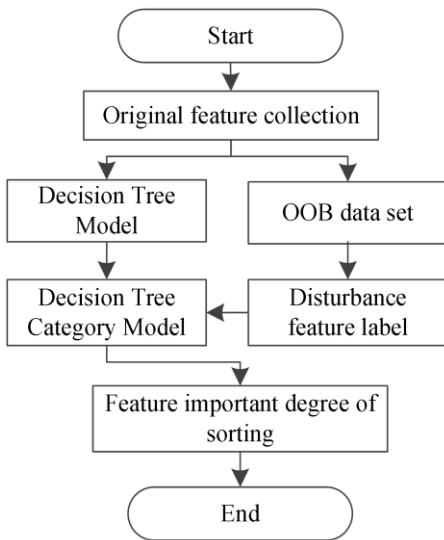 Start
Original feature collection
Decision Tree
Model
OOB data set
Decision Tree
Category Model
Disturbance
feature label
Feature important degree of
sorting
End